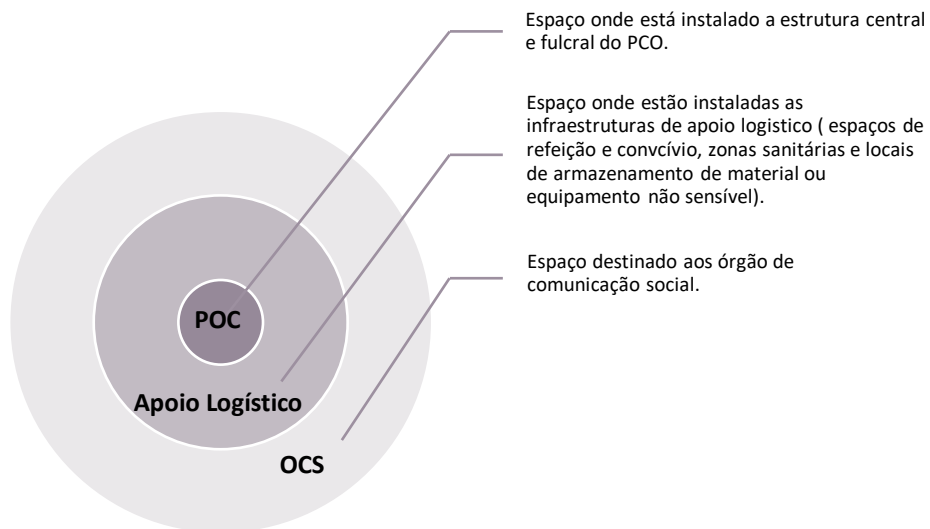 Espaço onde está instalado a estrutura central
e fulcral do PCO.
Espaço onde estão instaladas as
infraestruturas de apoio logistico ( espaços de
refeição e convcívio, zonas sanitárias e locais
de armazenamento de material ou
equipamento não sensível).
Espaço destinado aos órgão de
comunicação social.
POC
Apoio Logístico
OCS